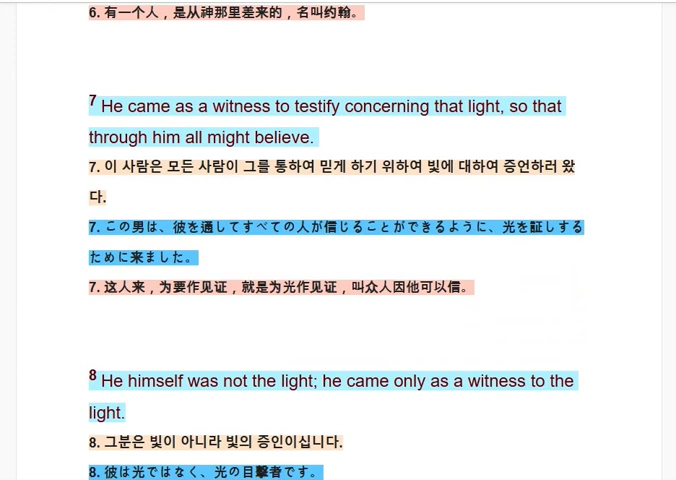 6. 有一个人，是从神那里差来的，名叫约翰。
7 He came as a witness to testify concerning that light, so that
through him all might believe.
7. 이 사람은 모든 사람이 그를 통하여 믿게 하기 위하여 빛에 대하여 증언하러 왔
다.
7. この男は、彼を通してすべての人が信じることができるように、光を証しする
ために来ました。
7. 这人来，为要作见证，就是为光作见证，叫众人因他可以信。
8 He himself was not the light; he came only as a witness to the
light.
8. 그분은 빛이 아니라 빛의 증인이십니다.
8. 彼は光ではなく、光の目撃者です。